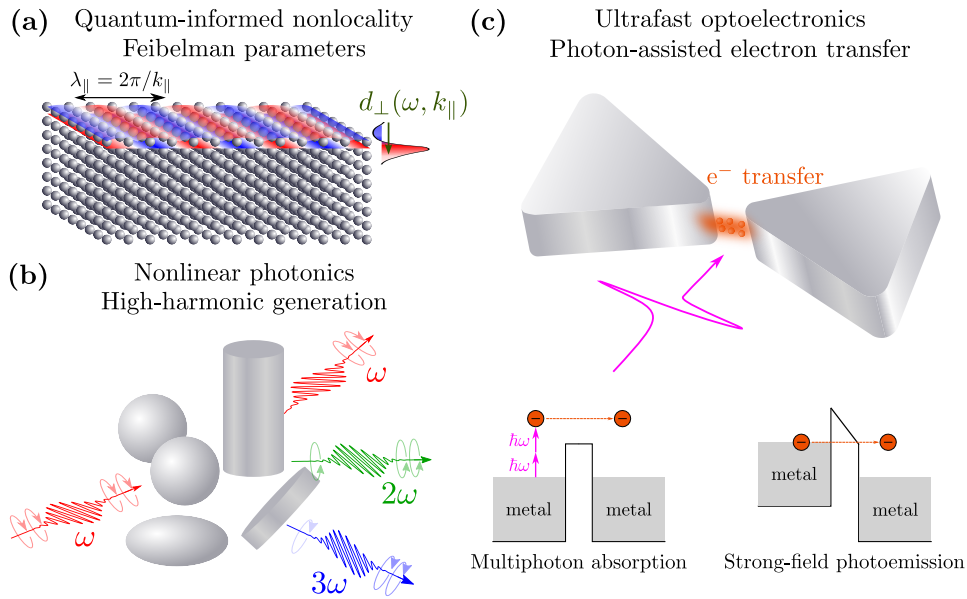 (a) Quantum-informed nonlocality
Feibelman parameters
λ∥ = 2π/k∥
d⊥(ω, k∥)
(b) Nonlinear photonics
High-harmonic generation
ω
ω
2ω
3ω
(c) Ultrafast optoelectronics
Photon-assisted electron transfer
e⁻ transfer
ħω
ħω
metal
metal
Multiphoton absorption
metal
metal
Strong-field photoemission